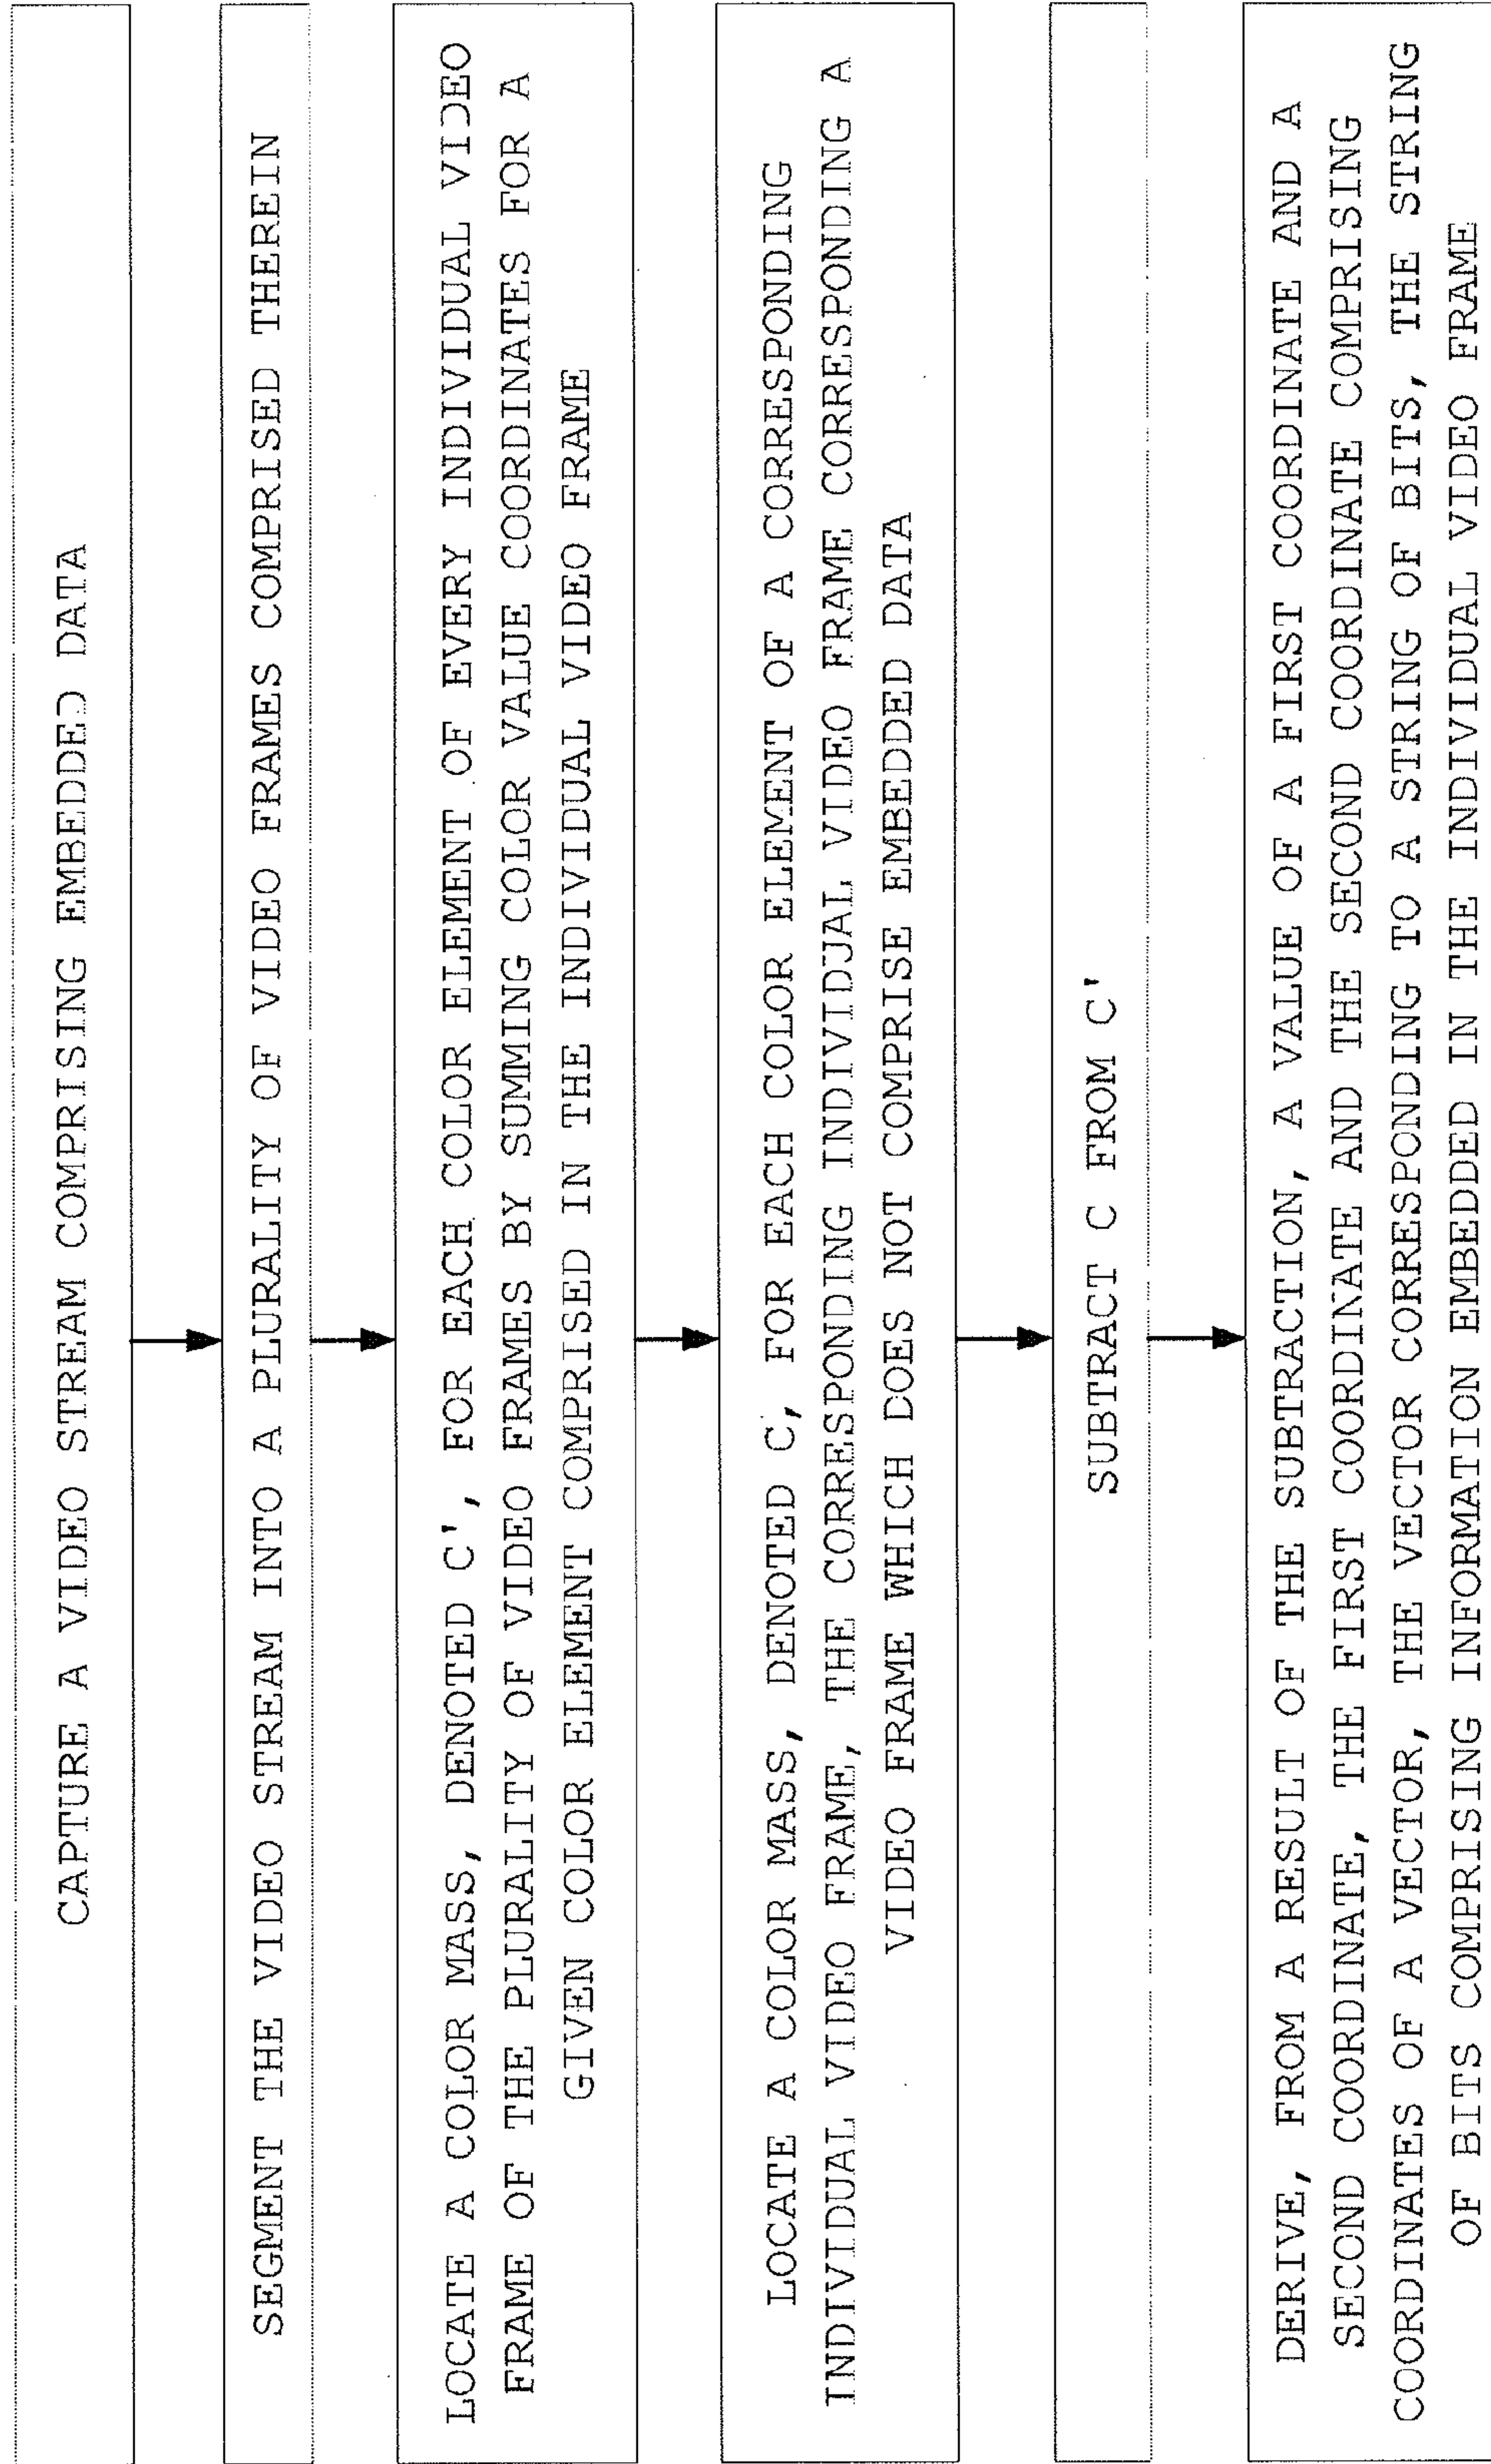 CAPTURE A VIDEO STREAM COMPRISING EMBEDDED DATA
SEGMENT THE VIDEO STREAM INTO A PLURALITY OF VIDEO FRAMES COMPRISED THEREIN
LOCATE A COLOR MASS, DENOTED C', FOR EACH COLOR ELEMENT OF EVERY INDIVIDUAL VIDEO
FRAME OF THE PLURALITY OF VIDEO FRAMES BY SUMMING COLOR VALUE COORDINATES FOR A
GIVEN COLOR ELEMENT COMPRISED IN THE INDIVIDUAL VIDEO FRAME
LOCATE A COLOR MASS, DENOTED C, FOR EACH COLOR ELEMENT OF A CORRESPONDING
INDIVIDUAL VIDEO FRAME, THE CORRESPONDING INDIVIDUAL VIDEO FRAME CORRESPONDING A
VIDEO FRAME WHICH DOES NOT COMPRISE EMBEDDED DATA
SUBTRACT C FROM C'
DERIVE, FROM A RESULT OF THE SUBTRACTION, A VALUE OF A FIRST COORDINATE AND A
SECOND COORDINATE, THE FIRST COORDINATE AND THE SECOND COORDINATE COMPRISING
COORDINATES OF A VECTOR, THE VECTOR CORRESPONDING TO A STRING OF BITS, THE STRING
OF BITS COMPRISING INFORMATION EMBEDDED IN THE INDIVIDUAL VIDEO FRAME